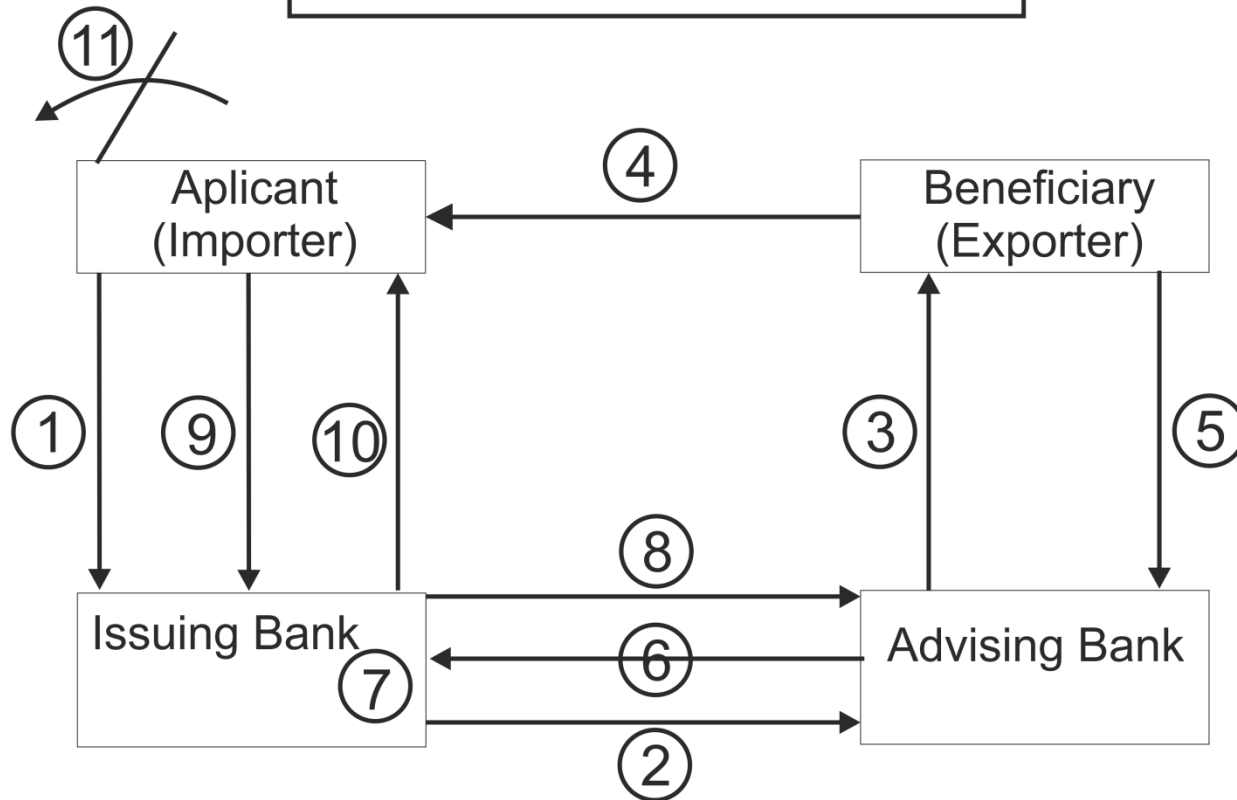 11
Aplicant
(Importer)
4
Beneficiary
(Exporter)
1
9
10
3
5
8
Issuing Bank
6
Advising Bank
7
2